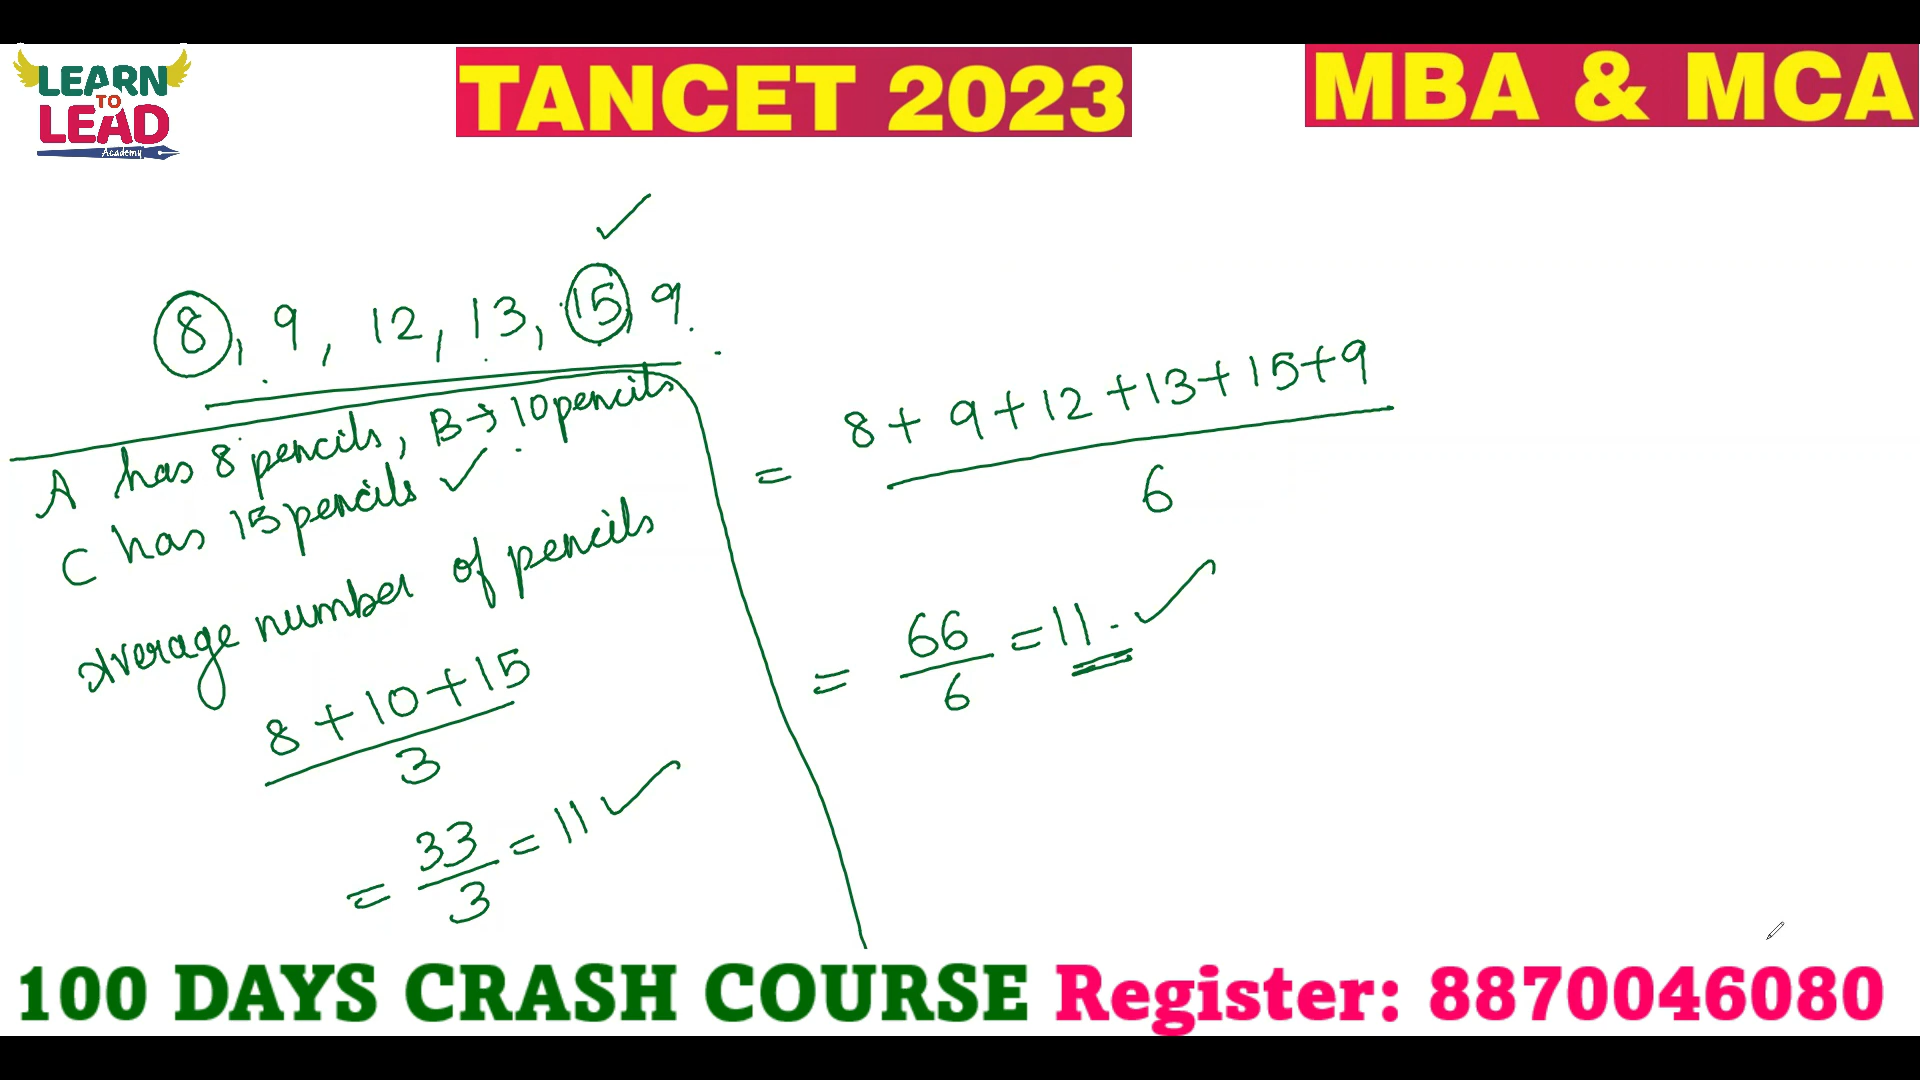 LEARN
TO
LEAD
Academy
TANCET 2023
MBA & MCA
8, 9, 12, 13, 15, 9.
A has 8 pencils, B → 10 pencils
C has 15 pencils ✓
Average number of pencils
8 + 10 + 15
3
= 33/3 = 11 ✓
= 8 + 9 + 12 + 13 + 15 + 9
6
= 66/6 = 11. ✓
100 DAYS CRASH COURSE Register: 8870046080